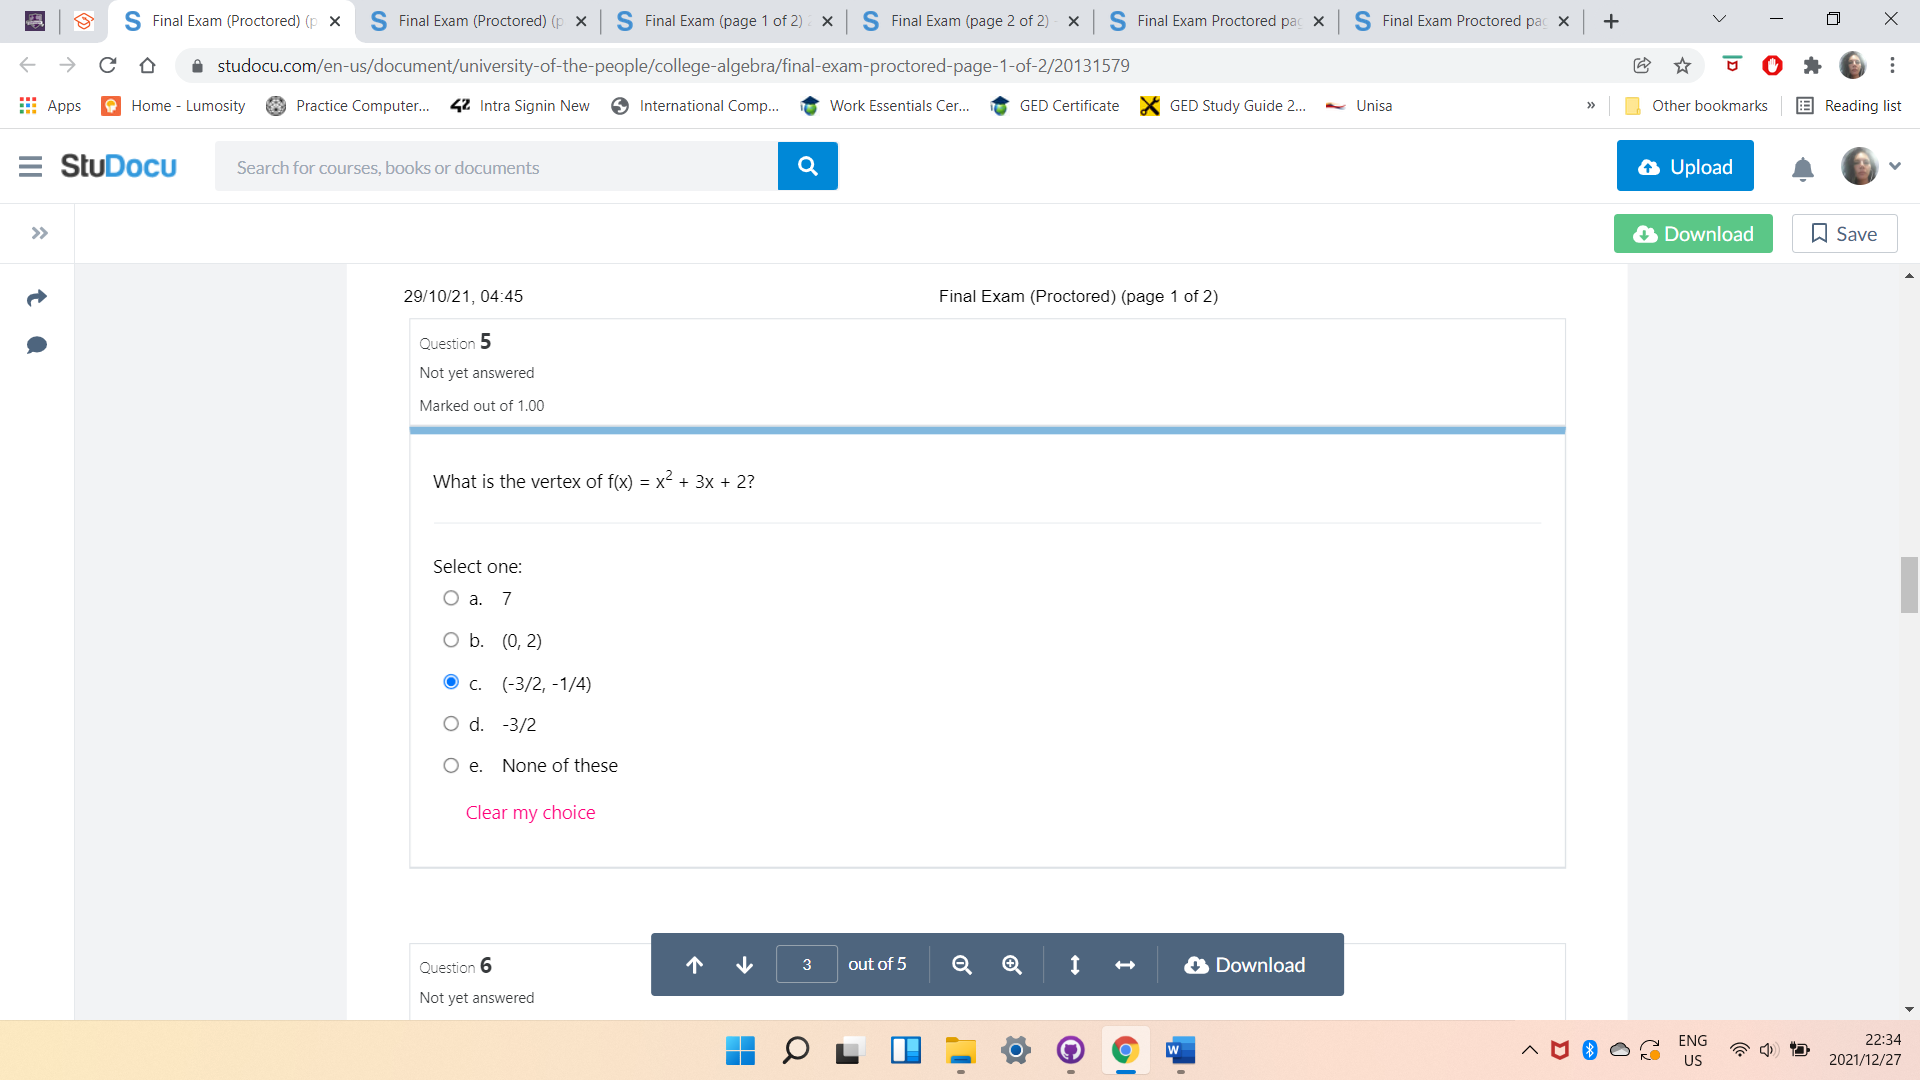 Final Exam (Proctored) (p
Final Exam (Proctored) (p
Final Exam (page 1 of 2)
Final Exam (page 2 of 2)
Final Exam Proctored pag
Final Exam Proctored pag
studocu.com/en-us/document/university-of-the-people/college-algebra/final-exam-proctored-page-1-of-2/20131579
Apps
Home - Lumosity
Practice Computer...
Intra Signin New
International Comp...
Work Essentials Cer...
GED Certificate
GED Study Guide 2...
Unisa
»
Other bookmarks
Reading list
StuDocu
Search for courses, books or documents
Upload
Download
Save
29/10/21, 04:45
Final Exam (Proctored) (page 1 of 2)
Question 5
Not yet answered
Marked out of 1.00
What is the vertex of f(x) = x² + 3x + 2?
Select one:
a. 7
b. (0, 2)
c. (-3/2, -1/4)
d. -3/2
e. None of these
Clear my choice
Question 6
Not yet answered
3 out of 5
Download
ENG
US
22:34
2021/12/27